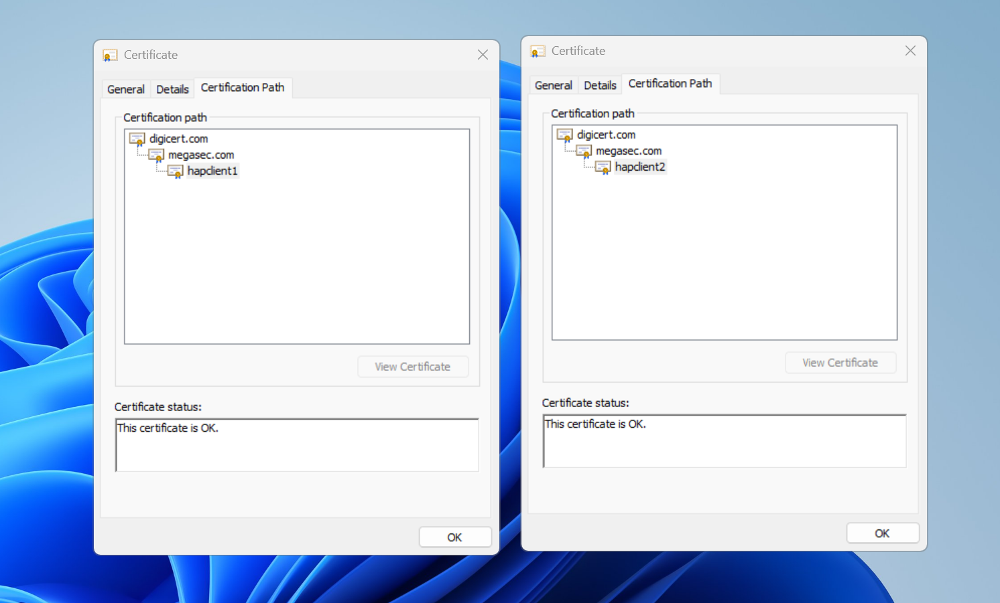 Certificate
General Details Certification Path
Certification path
digicert.com
megasec.com
hapclient1
View Certificate
Certificate status:
This certificate is OK.
OK
Certificate
General Details Certification Path
Certification path
digicert.com
megasec.com
hapclient2
View Certificate
Certificate status:
This certificate is OK.
OK